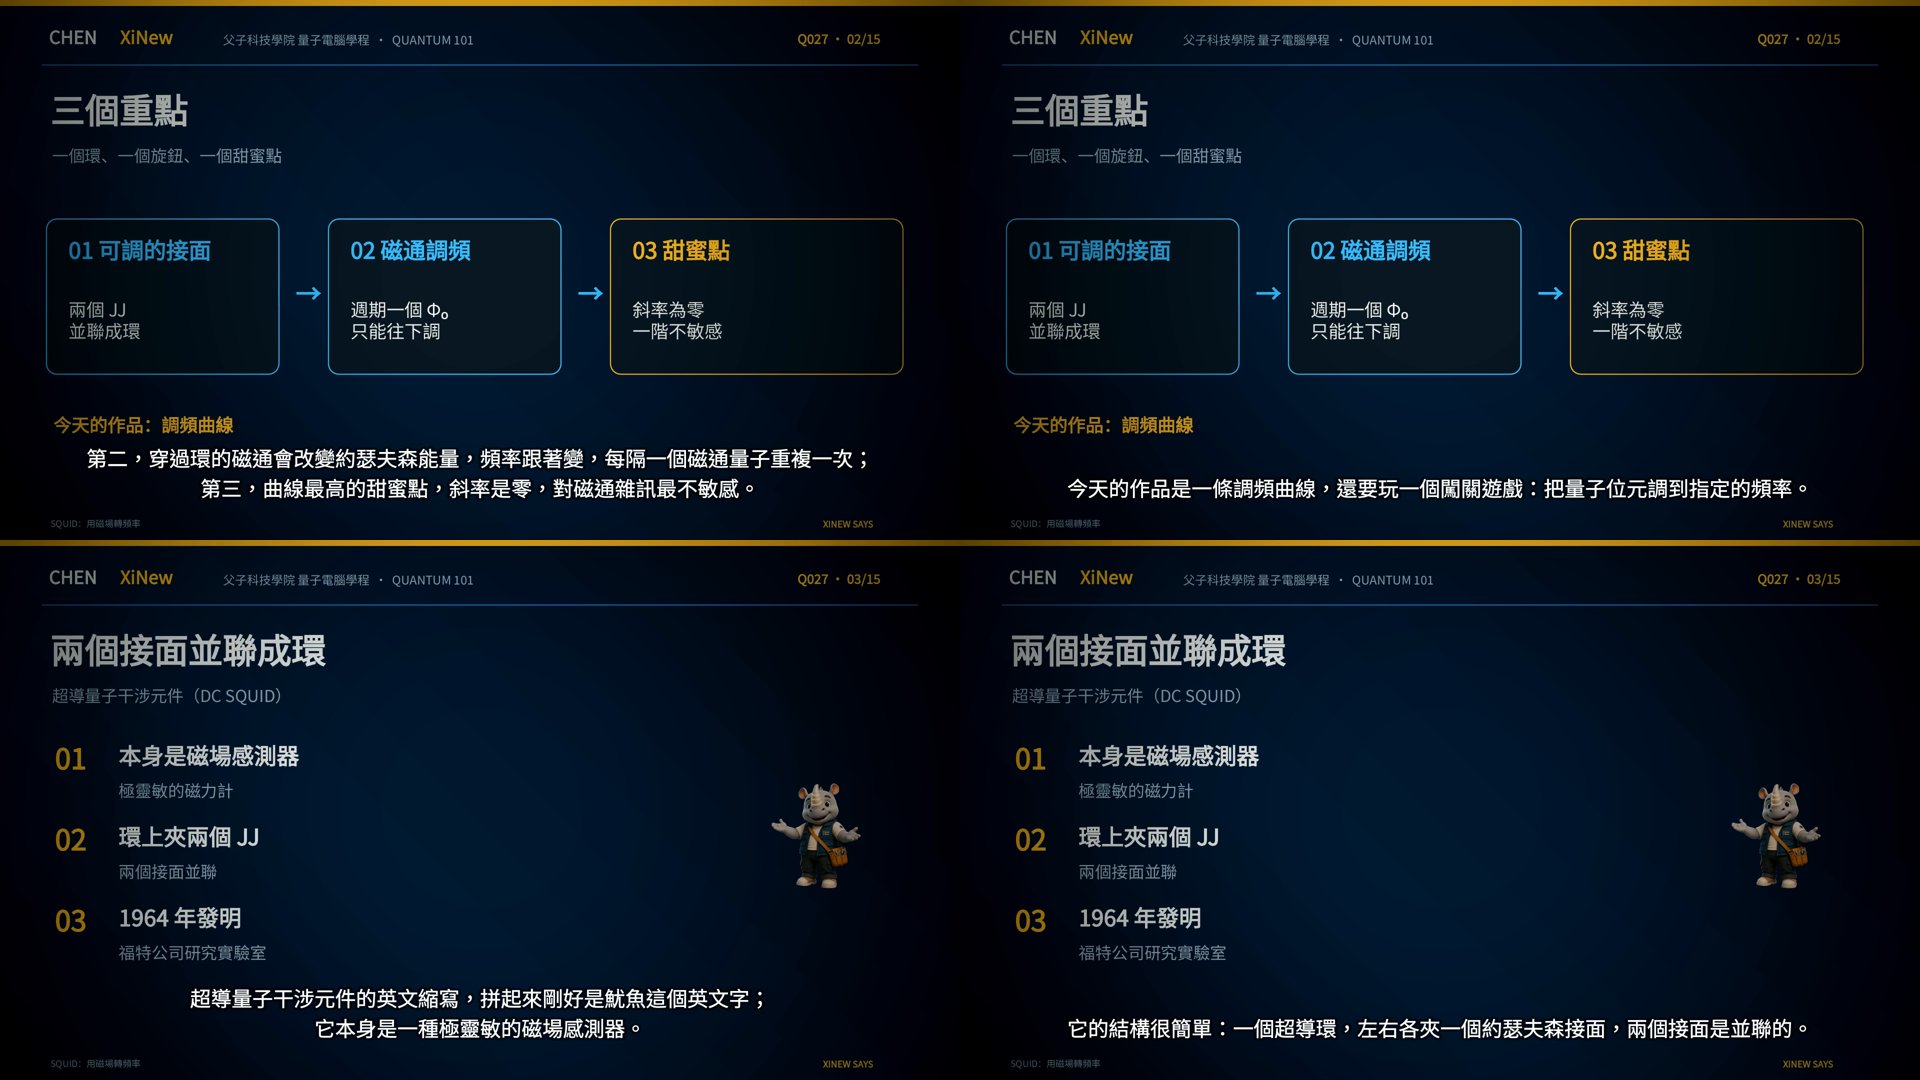 CHEN XiNew 父子科技學院 量子電腦學程 · QUANTUM 101 Q027 · 02/15
三個重點
一個環、一個旋鈕、一個甜蜜點
01 可調的接面
兩個 JJ
並聯成環
→
02 磁通調頻
週期一個 Φ₀
只能往下調
→
03 甜蜜點
斜率為零
一階不敏感
今天的作品：調頻曲線
第二，穿過環的磁通會改變約瑟夫森能量，頻率跟著變，每隔一個磁通量子重複一次；
第三，曲線最高的甜蜜點，斜率是零，對磁通雜訊最不敏感。
SQUID：用磁場轉頻率 XINEW SAYS
CHEN XiNew 父子科技學院 量子電腦學程 · QUANTUM 101 Q027 · 02/15
三個重點
一個環、一個旋鈕、一個甜蜜點
01 可調的接面
兩個 JJ
並聯成環
→
02 磁通調頻
週期一個 Φ₀
只能往下調
→
03 甜蜜點
斜率為零
一階不敏感
今天的作品：調頻曲線
今天的作品是一條調頻曲線，還要玩一個闖關遊戲：把量子位元調到指定的頻率。
SQUID：用磁場轉頻率 XINEW SAYS
CHEN XiNew 父子科技學院 量子電腦學程 · QUANTUM 101 Q027 · 03/15
兩個接面並聯成環
超導量子干涉元件（DC SQUID）
01 本身是磁場感測器
極靈敏的磁力計
02 環上夾兩個 JJ
兩個接面並聯
03 1964 年發明
福特公司研究實驗室
超導量子干涉元件的英文縮寫，拼起來剛好是魷魚這個英文字；
它本身是一種極靈敏的磁場感測器。
SQUID：用磁場轉頻率 XINEW SAYS
CHEN XiNew 父子科技學院 量子電腦學程 · QUANTUM 101 Q027 · 03/15
兩個接面並聯成環
超導量子干涉元件（DC SQUID）
01 本身是磁場感測器
極靈敏的磁力計
02 環上夾兩個 JJ
兩個接面並聯
03 1964 年發明
福特公司研究實驗室
它的結構很簡單：一個超導環，左右各夾一個約瑟夫森接面，兩個接面是並聯的。
SQUID：用磁場轉頻率 XINEW SAYS